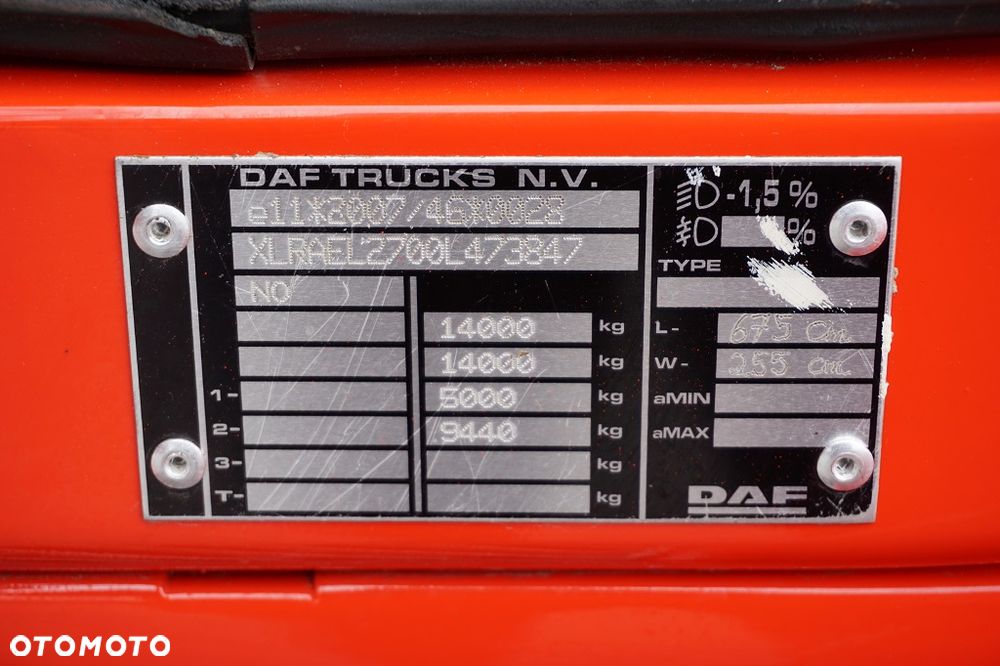 DAF TRUCKS N.V.
e11*2007/46*0028
XLRAEL2700L473847
NO
14000 kg
14000 kg
1- 5000 kg
2- 9440 kg
3- kg
T- kg
-1,5 %
%
TYPE
L- 675 cm
W- 255 cm
aMIN
aMAX
DAF
OTOMOTO